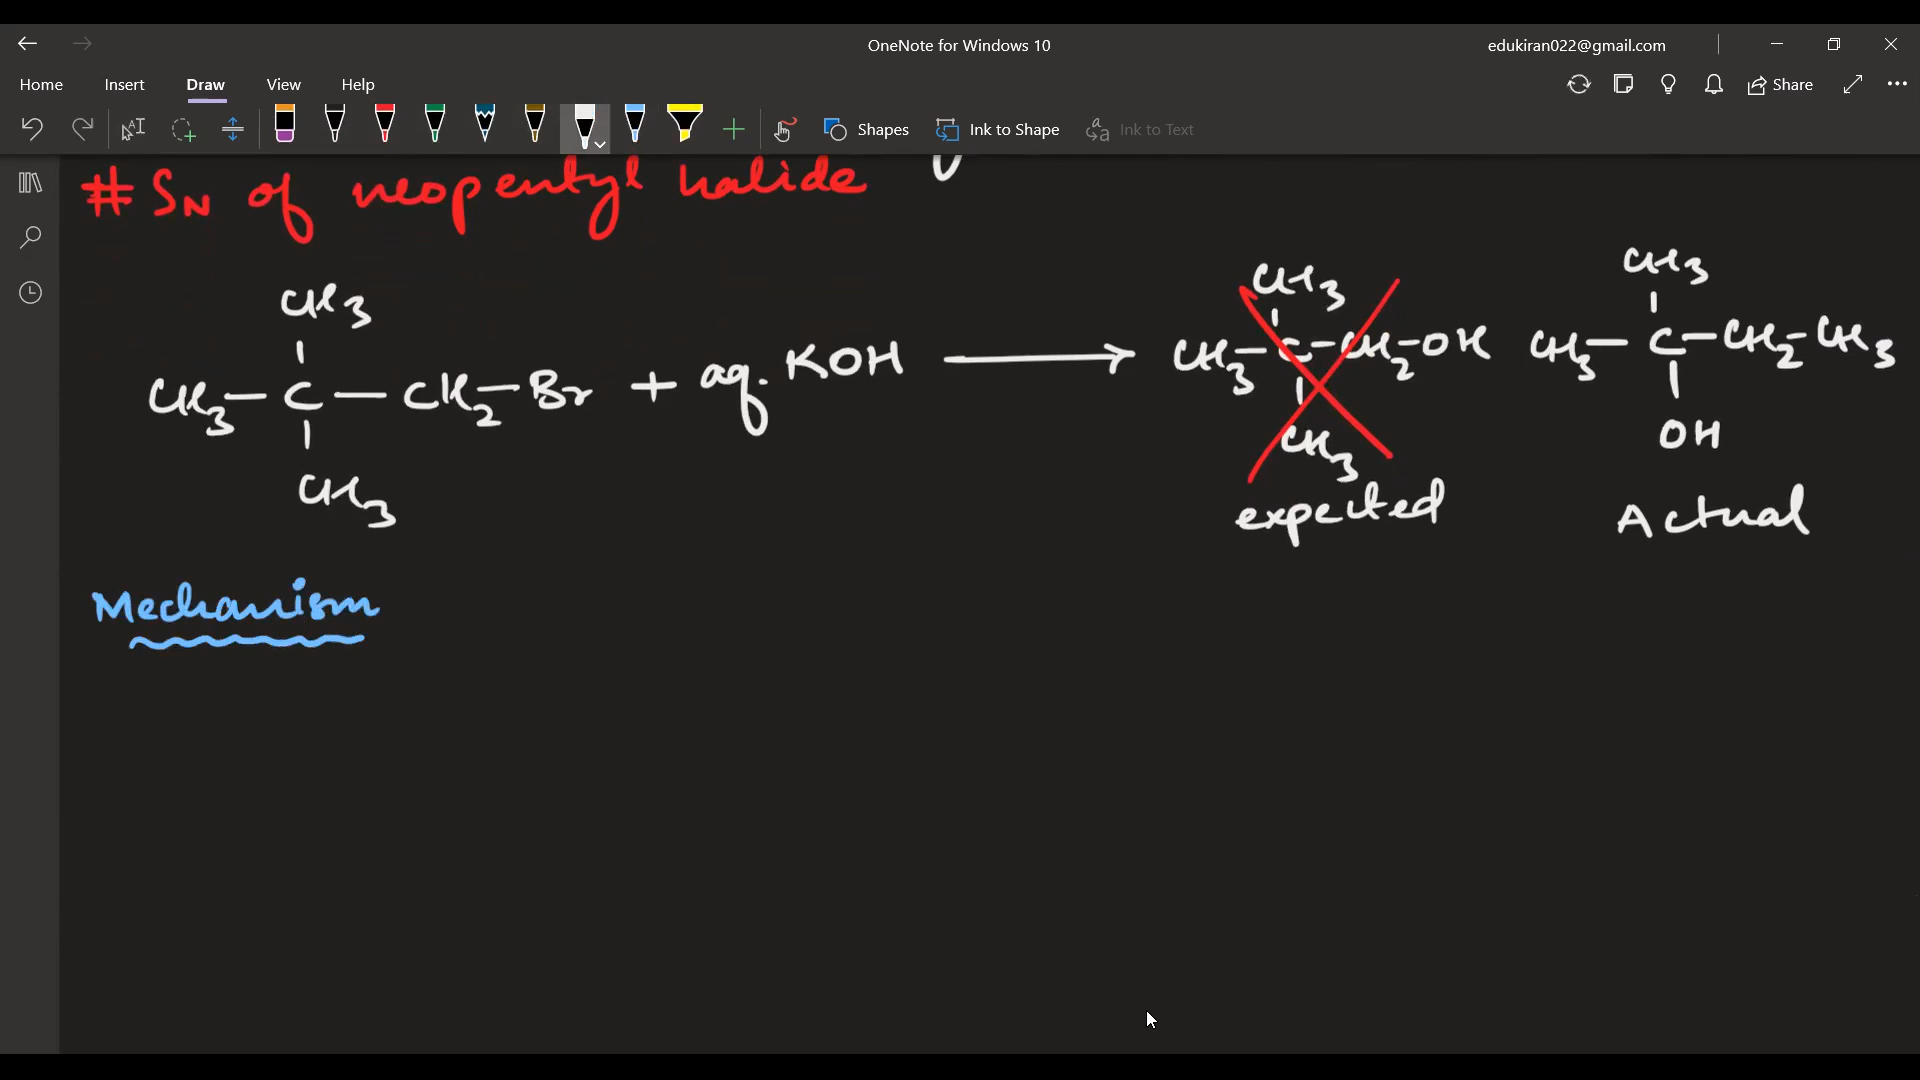 OneNote for Windows 10
edukiran022@gmail.com
Home Insert Draw View Help
Share
Shapes Ink to Shape Ink to Text
# SN of neopentyl halide
CH3
CH3
CH3
CH3 — C — CH2 — Br + aq. KOH ⟶ CH3 — C — CH2 — OH CH3 — C — CH2 — CH3
CH3
CH3
OH
expected
Actual
Mechanism